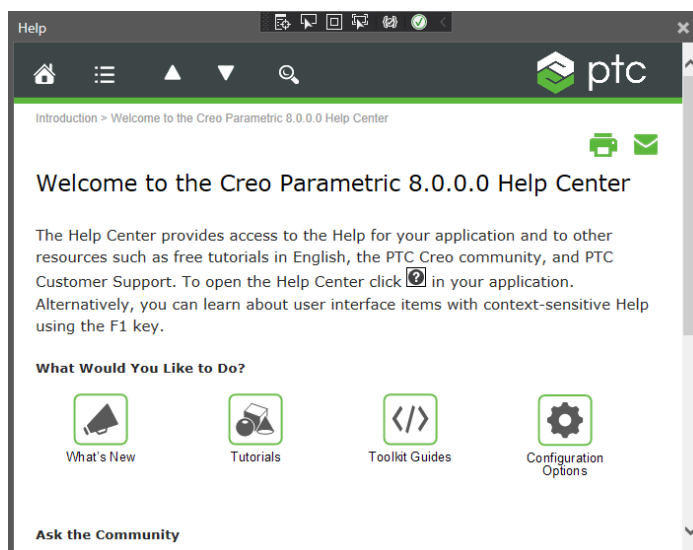 Help
ptc
Introduction > Welcome to the Creo Parametric 8.0.0.0 Help Center
Welcome to the Creo Parametric 8.0.0.0 Help Center
The Help Center provides access to the Help for your application and to other
resources such as free tutorials in English, the PTC Creo community, and PTC
Customer Support. To open the Help Center click ? in your application.
Alternatively, you can learn about user interface items with context-sensitive Help
using the F1 key.
What Would You Like to Do?
What's New
Tutorials
Toolkit Guides
Configuration
Options
Ask the Community